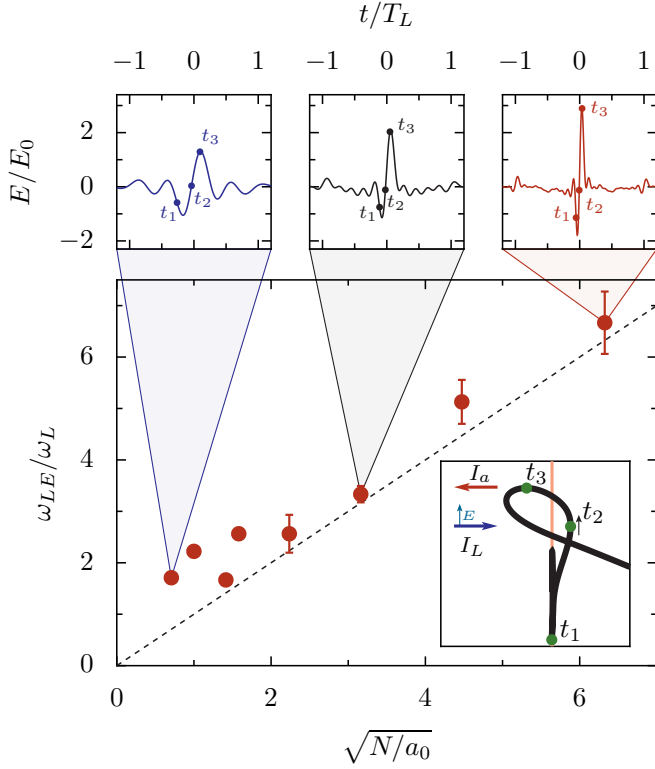 t/T_L
−1 0 1 −1 0 1 −1 0 1
E/E_0
2
0
−2
t_1 t_2 t_3
t_1 t_2 t_3
t_1 t_2 t_3
ω_{LE}/ω_L
6
4
2
0
I_a
E
I_L
t_3
t_2
t_1
0 2 4 6
√N/a_0